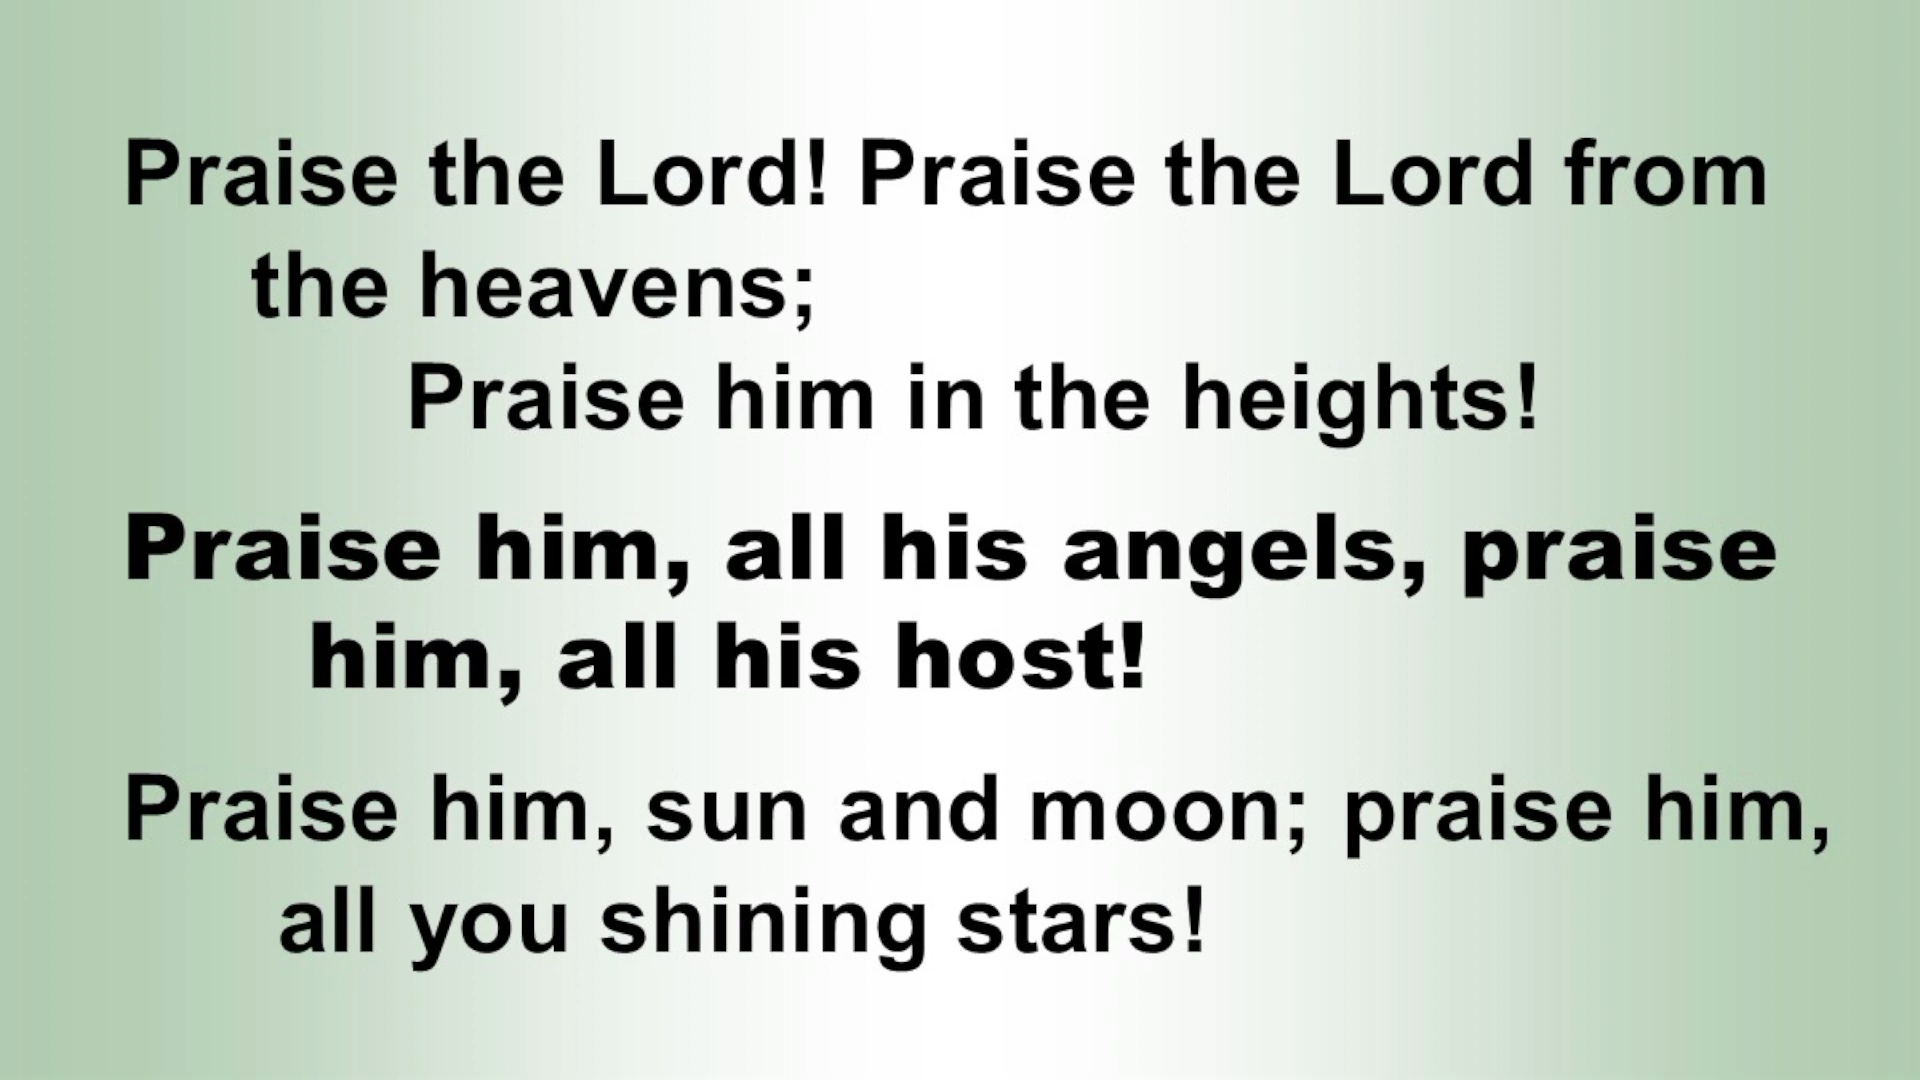 Praise the Lord! Praise the Lord from
the heavens;
Praise him in the heights!
Praise him, all his angels, praise
him, all his host!
Praise him, sun and moon; praise him,
all you shining stars!